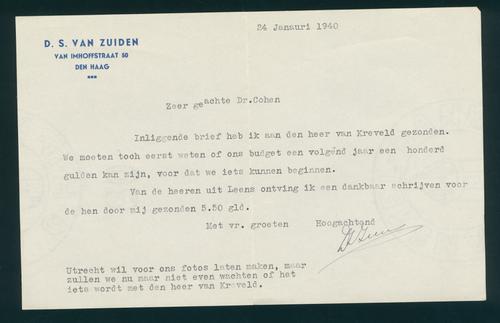 24 Janauri 1940
D. S. VAN ZUIDEN
VAN IMHOFFSTRAAT 50
DEN HAAG
Zeer geachte Dr.Cohen
Inliggende brief heb ik aan den heer van Kreveld gezonden.
We moeten toch eerst weten of ons budget een volgend jaar een honderd
gulden kan zijn, voor dat we iets kunnen beginnen.
Van de heeren uit Leens ontving ik een dankbaar schrijven voor
de hen door mij gezonden 5.50 gld.
Met vr. groeten Hoogachtend
Utrecht wil voor ons fotos laten maken, maar
zullen we nu maar niet even wachten of het
iets wordt met den heer van Kreveld.